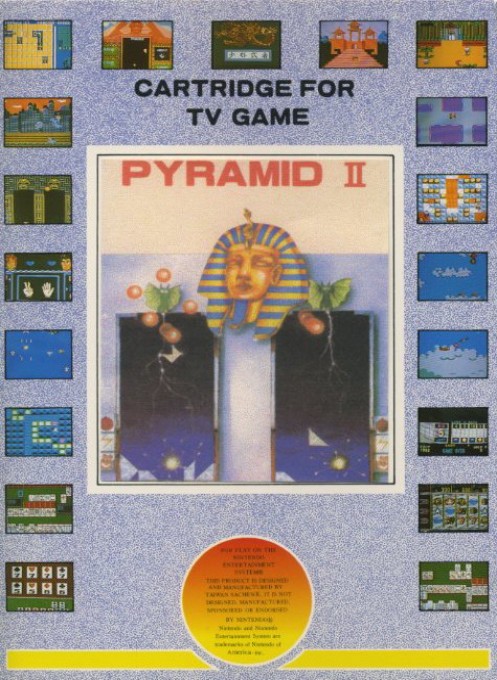 CARTRIDGE FOR
TV GAME
PYRAMID II
NOW PLAY ON THE
NINTENDO
ENTERTAINMENT
SYSTEMS
THIS PRODUCT IS DESIGNED
AND MANUFACTURED BY
TAIWAN SACHEN®, IT IS NOT
DESIGNED, MANUFACTURED,
SPONSORED OR ENDORSED
BY NINTENDO®
Nintendo and Nintendo
Entertainment System are
trademarks of Nintendo of
America inc.